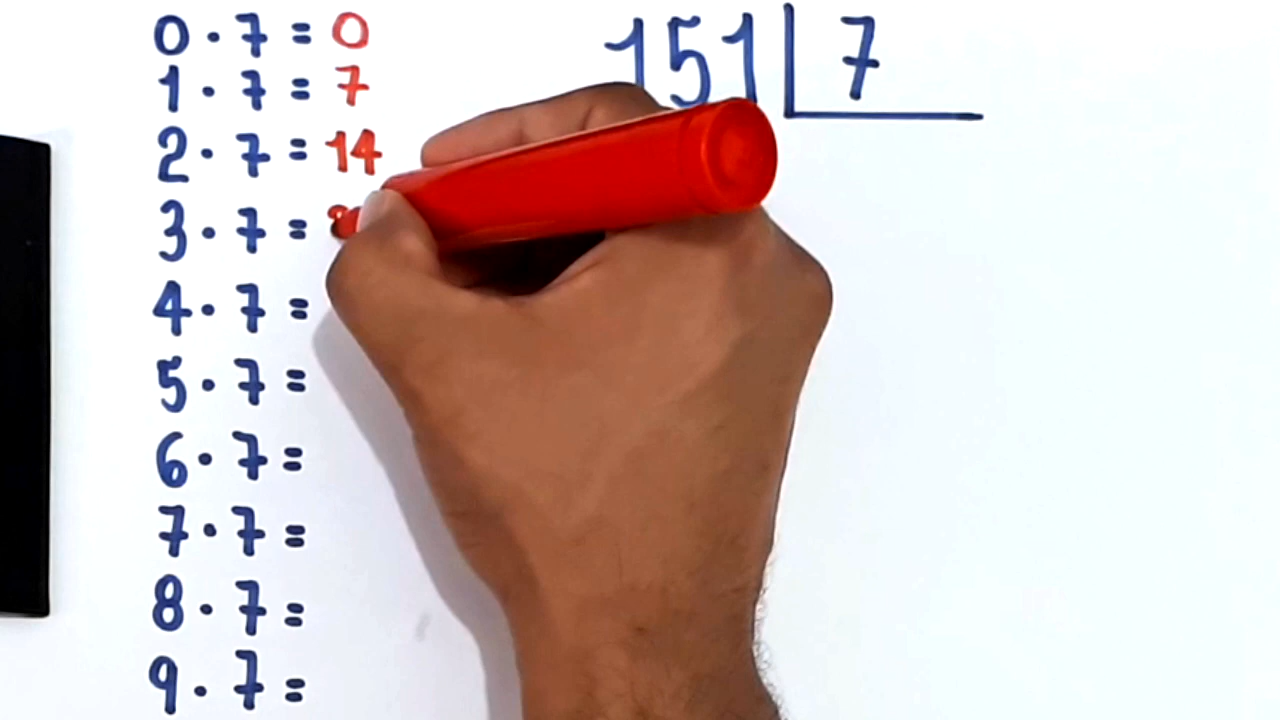 0 · 7 = 0
1 · 7 = 7
2 · 7 = 14
3 · 7 =
4 · 7 =
5 · 7 =
6 · 7 =
7 · 7 =
8 · 7 =
9 · 7 =
151 7